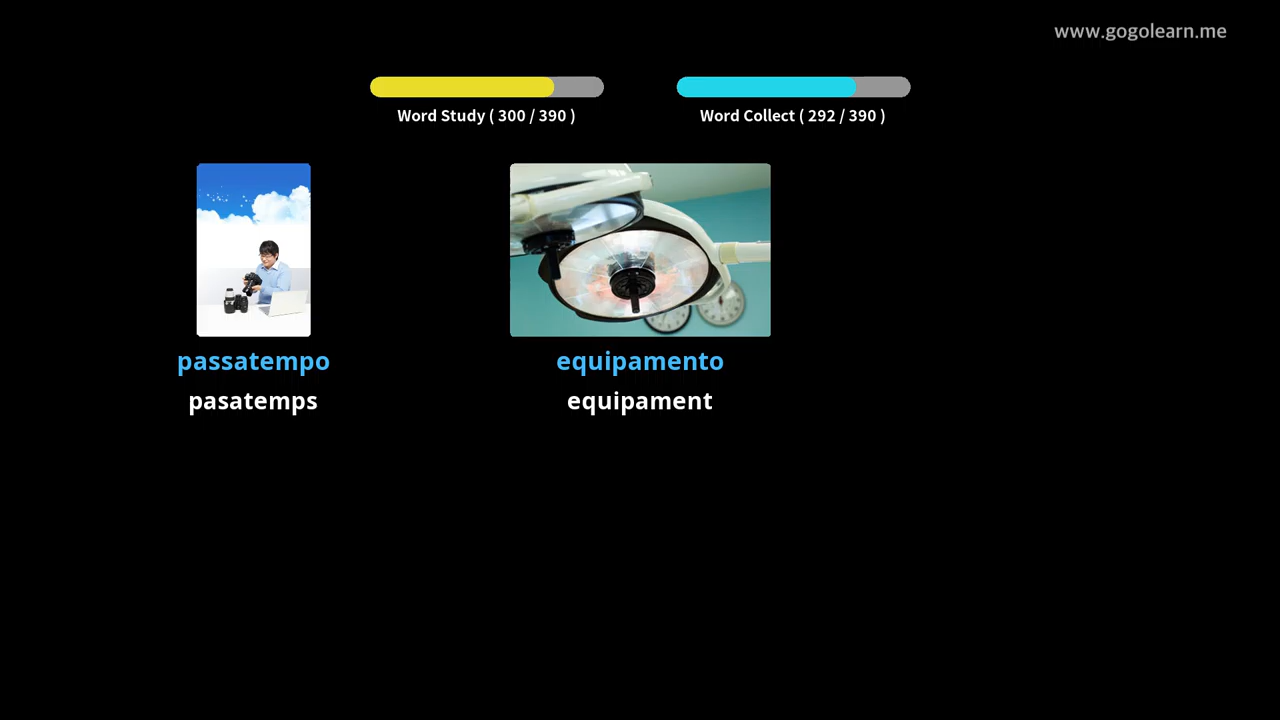 www.gogolearn.me
Word Study ( 300 / 390 )
Word Collect ( 292 / 390 )
passatempo
pasatemps
equipamento
equipament